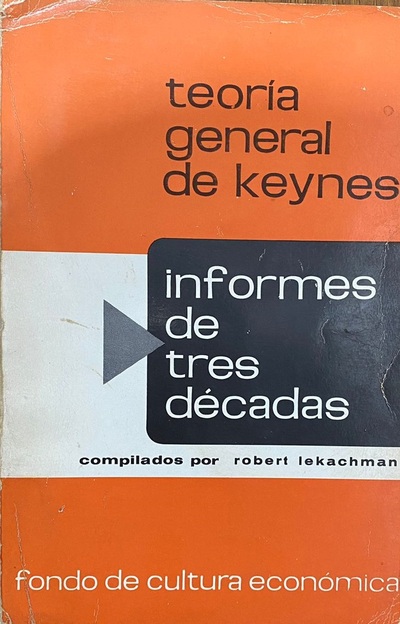 teoría
general
de keynes
informes
de
tres
décadas
compilados por robert lekachman
fondo de cultura económica